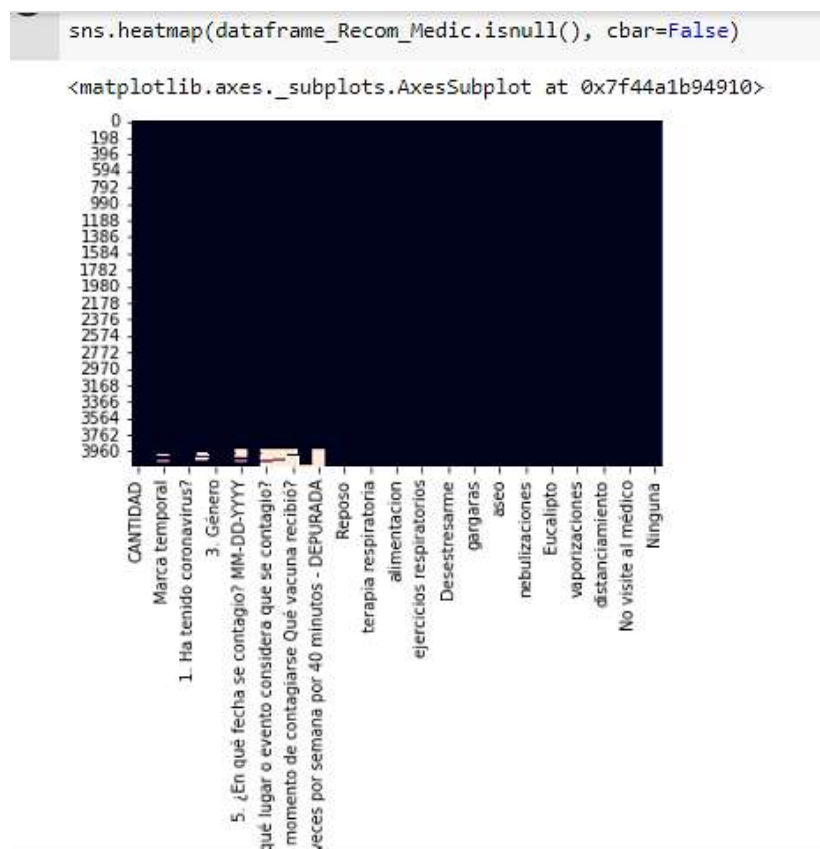 sns.heatmap(dataframe_Recom_Medic.isnull(), cbar=False)
<matplotlib.axes._subplots.AxesSubplot at 0x7f44a1b94910>
0
198
396
594
792
990
1188
1386
1584
1782
1980
2178
2376
2574
2772
2970
3168
3366
3564
3762
3960
CANTIDAD
Marca temporal
1. Ha tenido coronavirus?
3. Género
5. ¿En qué fecha se contagio? MM-DD-YYYY
qué lugar o evento considera que se contagio?
momento de contagiarse Qué vacuna recibió?
veces por semana por 40 minutos - DEPURADA
Reposo
terapia respiratoria
alimentacion
ejercicios respiratorios
Desestresarme
gargaras
aseo
nebulizaciones
Eucalipto
vaporizaciones
distanciamiento
No visite al médico
Ninguna